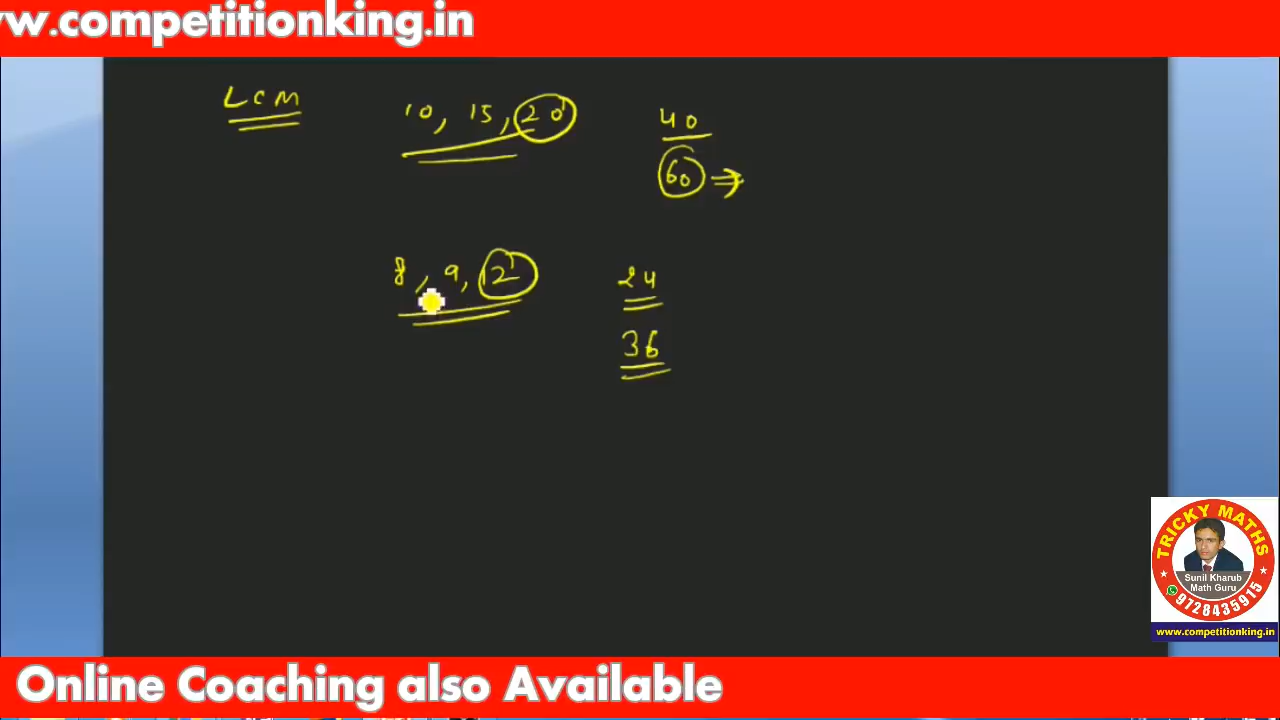 ww.competitionking.in
LCM
10, 15, 20
40
60 ⇒
8, 9, 12
24
36
TRICKY MATHS
Sunil Kharub
Math Guru
9728435915
www.competitionking.in
Online Coaching also Available